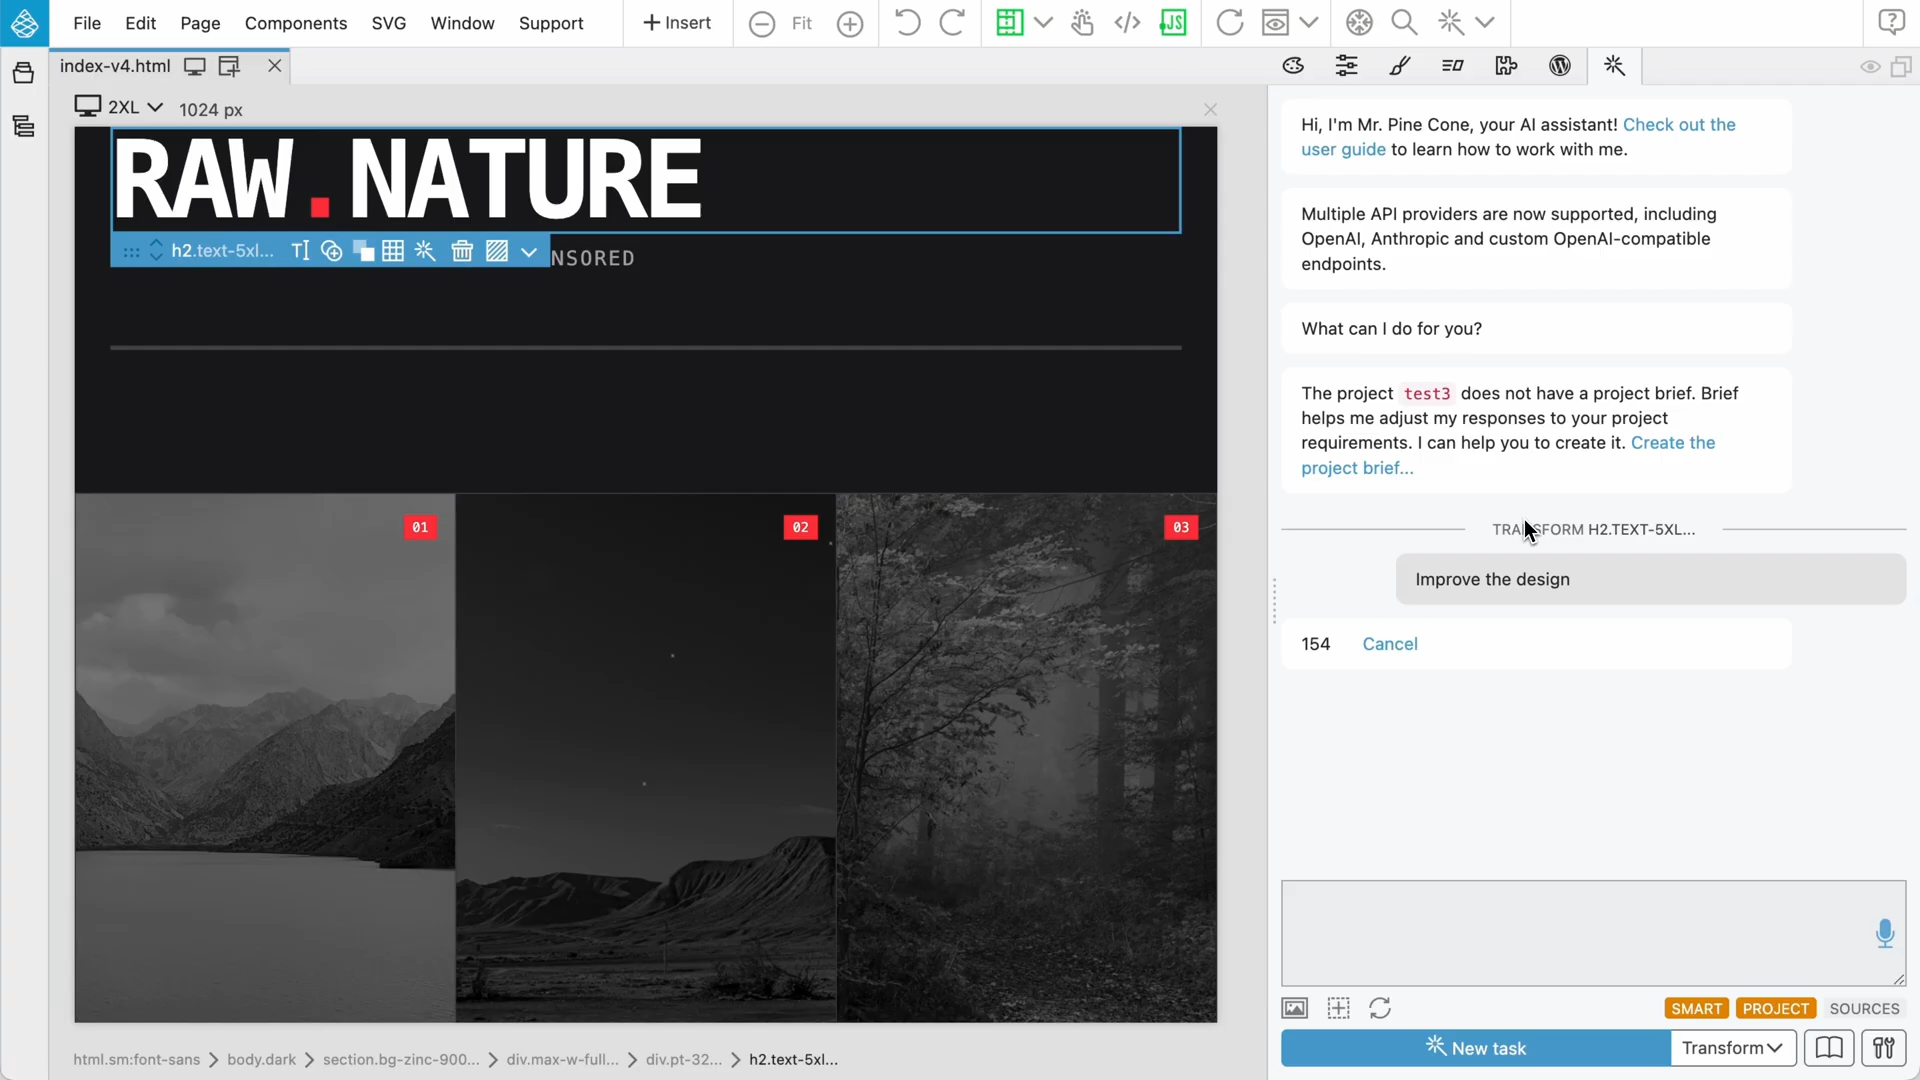 File Edit Page Components SVG Window Support Insert Fit JS
index-v4.html
2XL 1024 px
RAW.NATURE
h2.text-5xl...
NSORED
01
02
03
html.sm:font-sans body.dark section.bg-zinc-900... div.max-w-full... div.pt-32... h2.text-5xl...
Hi, I'm Mr. Pine Cone, your AI assistant! Check out the
user guide to learn how to work with me.
Multiple API providers are now supported, including
OpenAI, Anthropic and custom OpenAI-compatible
endpoints.
What can I do for you?
The project test3 does not have a project brief. Brief
helps me adjust my responses to your project
requirements. I can help you to create it. Create the
project brief...
TRANSFORM H2.TEXT-5XL...
Improve the design
154 Cancel
SMART PROJECT SOURCES
New task Transform